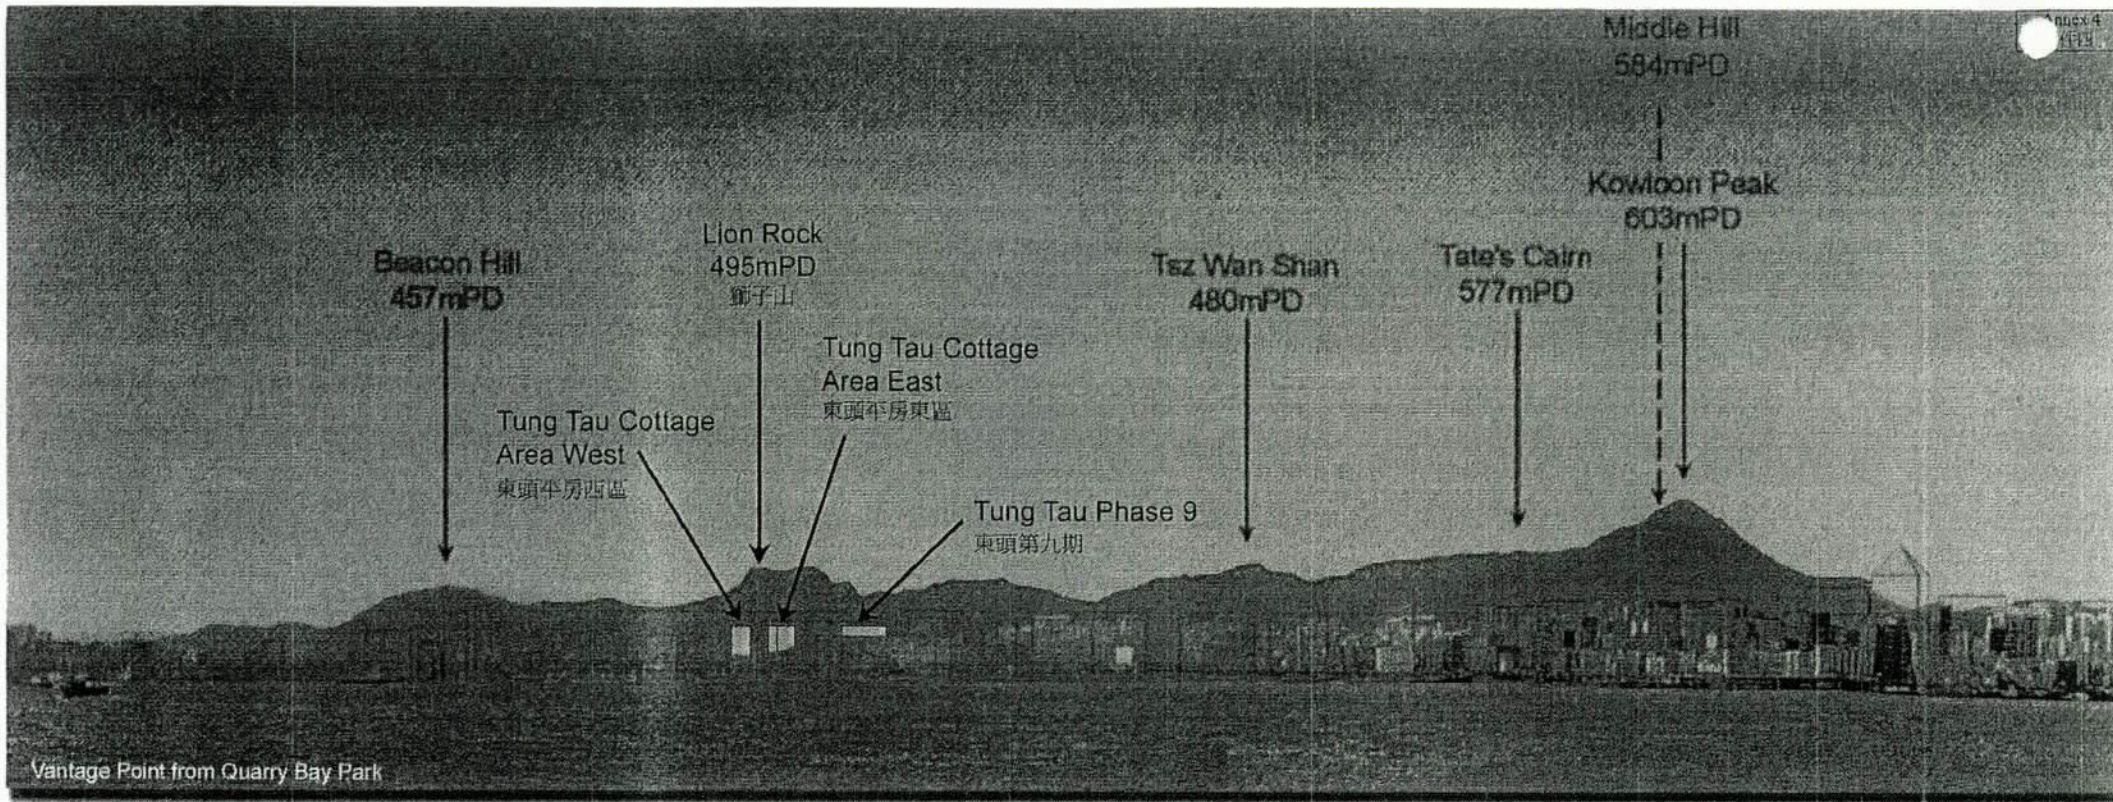 Annex 4
Middle Hill
584mPD
Kowloon Peak
603mPD
Lion Rock
495mPD
獅子山
Beacon Hill
457mPD
Tsz Wan Shan
480mPD
Tate's Cairn
577mPD
Tung Tau Cottage
Area East
東頭平房東區
Tung Tau Cottage
Area West
東頭平房西區
Tung Tau Phase 9
東頭第九期
Vantage Point from Quarry Bay Park